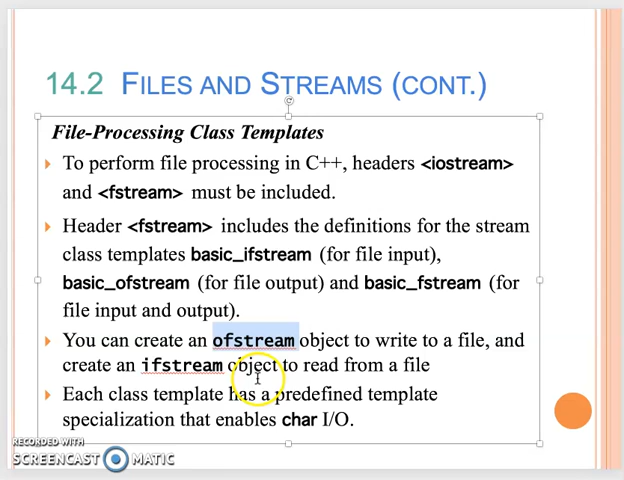 14.2 FILES AND STREAMS (CONT.)
File-Processing Class Templates
To perform file processing in C++, headers <iostream>
and <fstream> must be included.
Header <fstream> includes the definitions for the stream
class templates basic_ifstream (for file input),
basic_ofstream (for file output) and basic_fstream (for
file input and output).
You can create an ofstream object to write to a file, and
create an ifstream object to read from a file
Each class template has a predefined template
specialization that enables char I/O.
RECORDED WITH
SCREENCAST MATIC